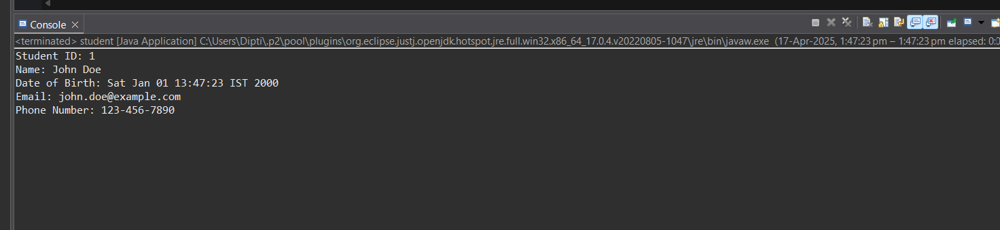 Console
<terminated> student [Java Application] C:\Users\Dipti\.p2\pool\plugins\org.eclipse.justj.openjdk.hotspot.jre.full.win32.x86_64_17.0.4.v20220805-1047\jre\bin\javaw.exe (17-Apr-2025, 1:47:23 pm – 1:47:23 pm elapsed: 0:0
Student ID: 1
Name: John Doe
Date of Birth: Sat Jan 01 13:47:23 IST 2000
Email: john.doe@example.com
Phone Number: 123-456-7890